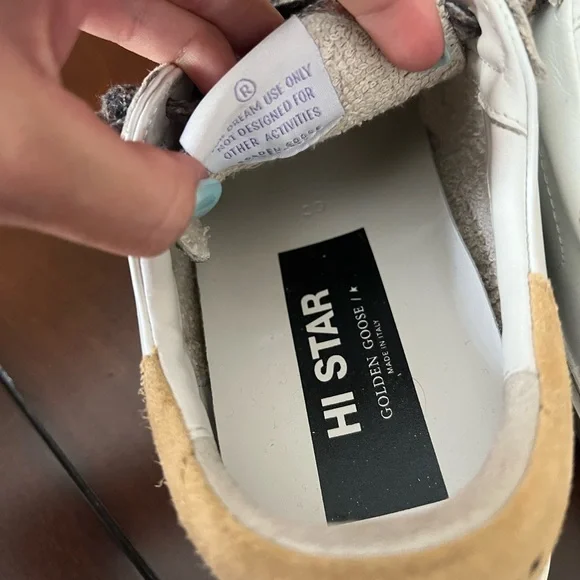 ®
DREAM USE ONLY
NOT DESIGNED FOR
OTHER ACTIVITIES
HI STAR
GOLDEN GOOSE /
MADE IN ITALY